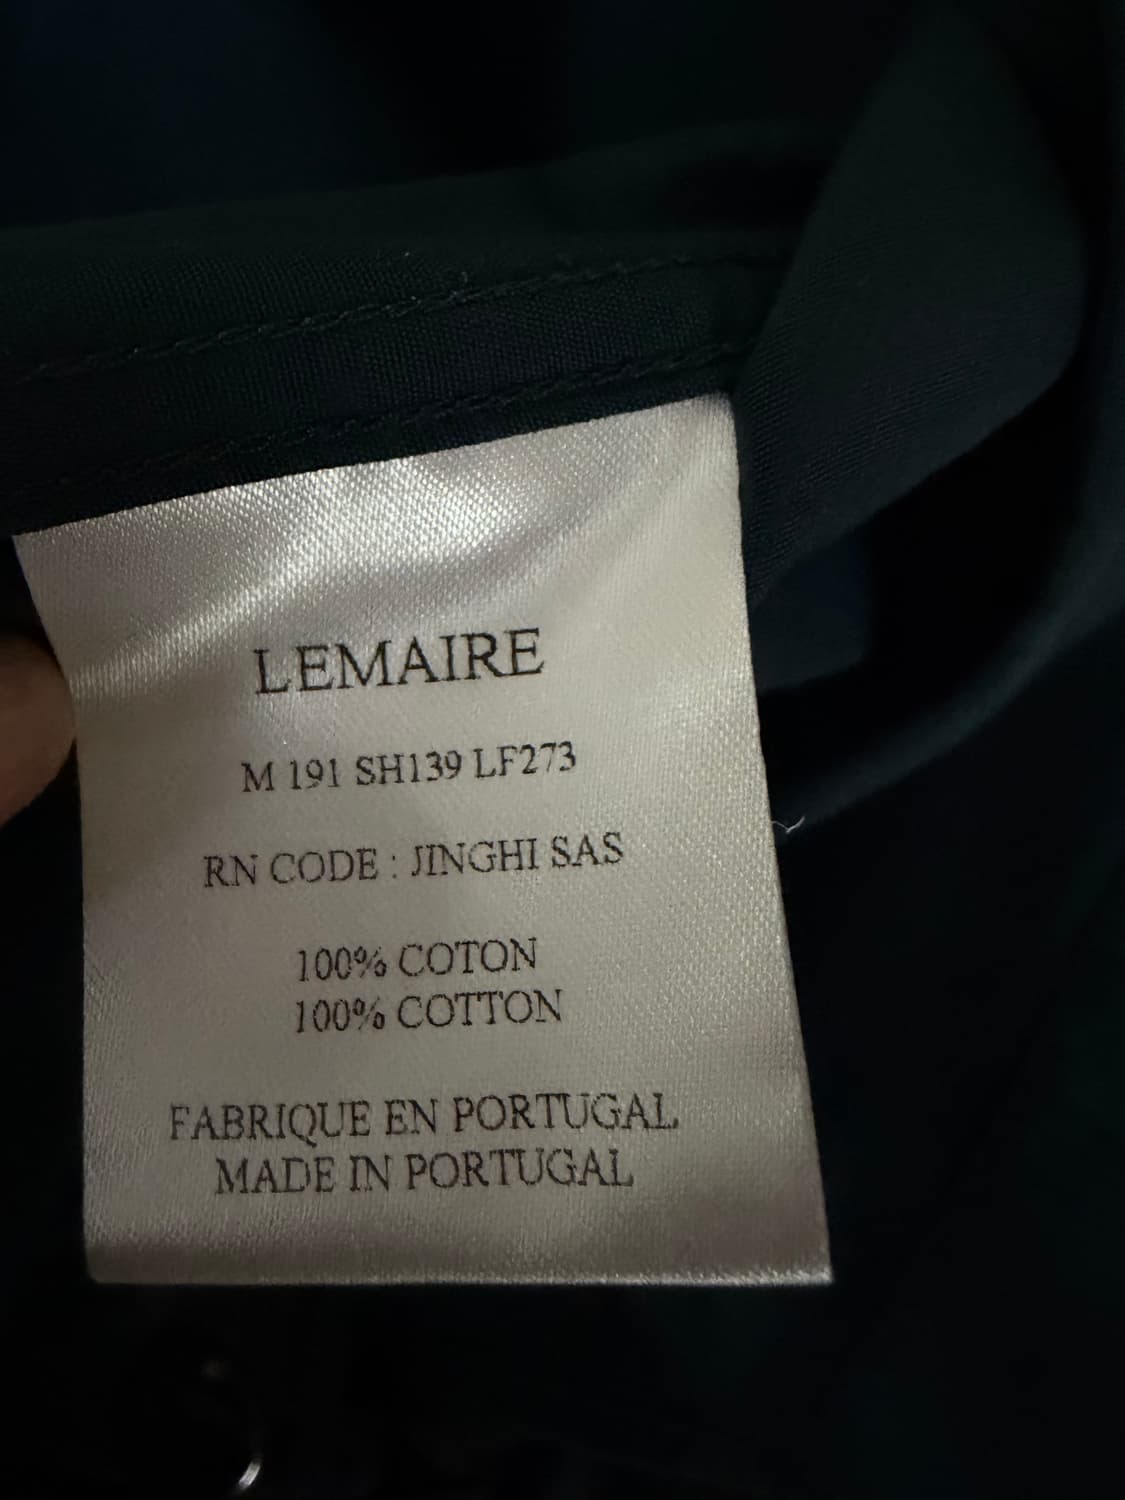 LEMAIRE
M 191 SH139 LF273
RN CODE : JINGHI SAS
100% COTON
100% COTTON
FABRIQUE EN PORTUGAL
MADE IN PORTUGAL